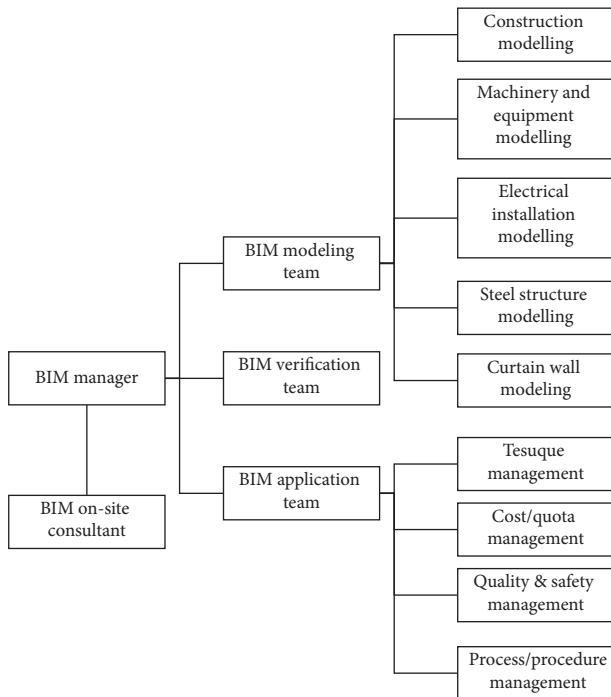 Construction
modelling
Machinery and
equipment
modelling
Electrical
installation
modelling
BIM modeling
team
Steel structure
modelling
BIM manager
BIM verification
team
Curtain wall
modeling
BIM on-site
consultant
BIM application
team
Tesuque
management
Cost/quota
management
Quality & safety
management
Process/procedure
management